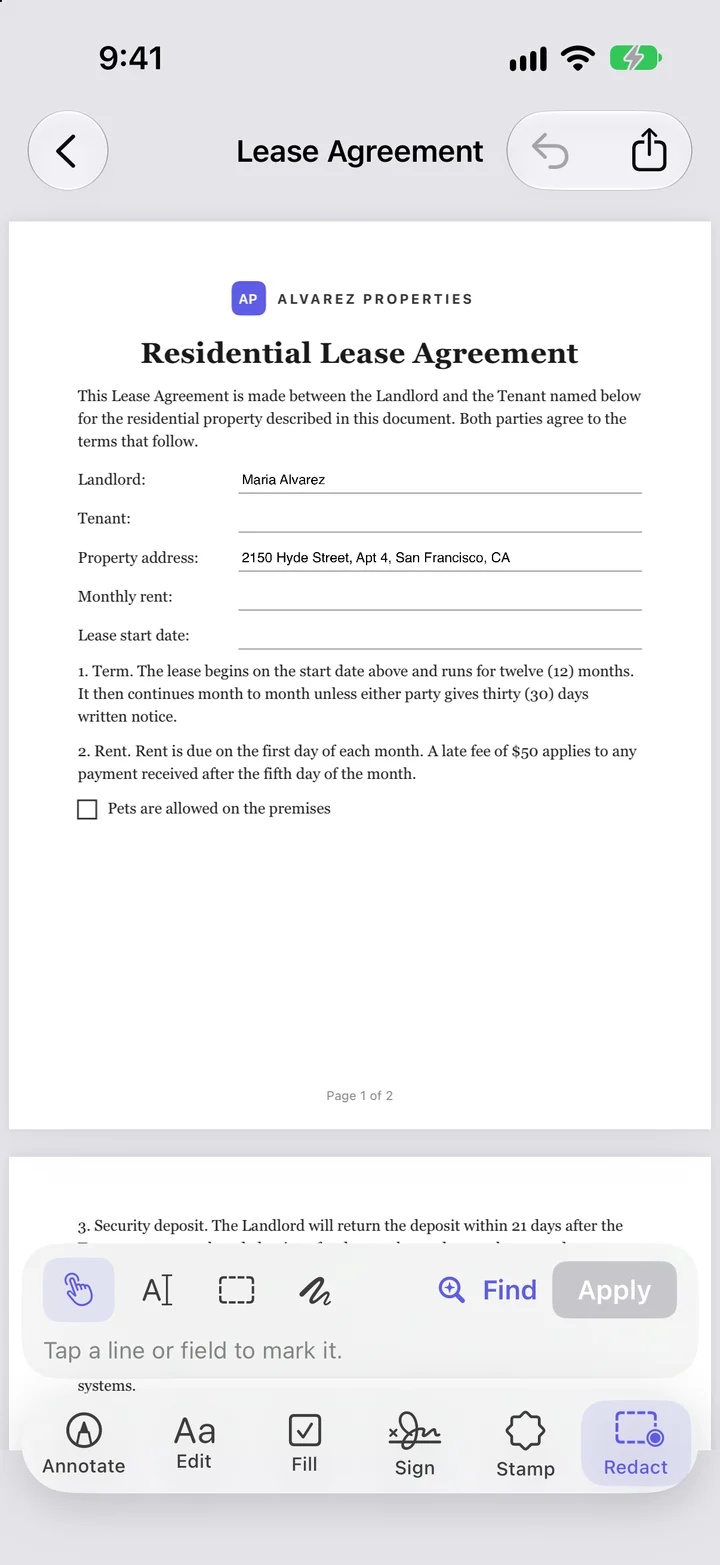 9:41
Lease Agreement
AP ALVAREZ PROPERTIES
Residential Lease Agreement
This Lease Agreement is made between the Landlord and the Tenant named below
for the residential property described in this document. Both parties agree to the
terms that follow.
Landlord: Maria Alvarez
Tenant:
Property address: 2150 Hyde Street, Apt 4, San Francisco, CA
Monthly rent:
Lease start date:
1. Term. The lease begins on the start date above and runs for twelve (12) months.
It then continues month to month unless either party gives thirty (30) days
written notice.
2. Rent. Rent is due on the first day of each month. A late fee of $50 applies to any
payment received after the fifth day of the month.
Pets are allowed on the premises
Page 1 of 2
3. Security deposit. The Landlord will return the deposit within 21 days after the
A Find Apply
Tap a line or field to mark it.
systems.
Aa
Annotate Edit Fill Sign Stamp Redact